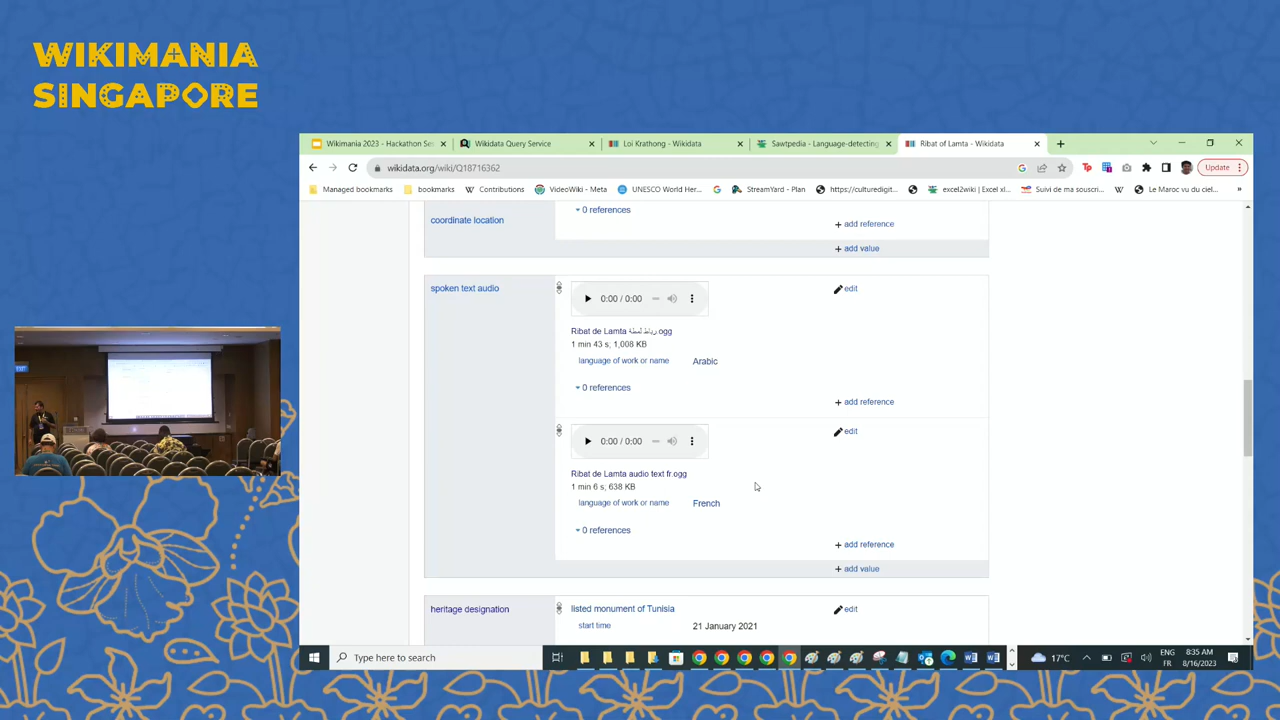 WIKIMANIA
SINGAPORE
Wikimania 2023 - Hackathon Se
Wikidata Query Service
Loi Krathong - Wikidata
Sawtpedia - Language-detecting
Ribat of Lamta - Wikidata
wikidata.org/wiki/Q18716362
Update
Managed bookmarks
bookmarks
Contributions
VideoWiki - Meta
UNESCO World Her...
StreamYard - Plan
https://culturedigit...
excel2wiki | Excel xl...
Suivi de ma souscri...
Le Maroc vu du ciel...
0 references
coordinate location
+ add reference
+ add value
spoken text audio
0:00 / 0:00
edit
Ribat de Lamta رباط لمطة.ogg
1 min 43 s; 1,008 KB
language of work or name
Arabic
0 references
+ add reference
0:00 / 0:00
edit
Ribat de Lamta audio text fr.ogg
1 min 6 s; 638 KB
language of work or name
French
0 references
+ add reference
+ add value
heritage designation
listed monument of Tunisia
edit
start time
21 January 2021
Type here to search
17°C
ENG
FR
8:35 AM
8/16/2023